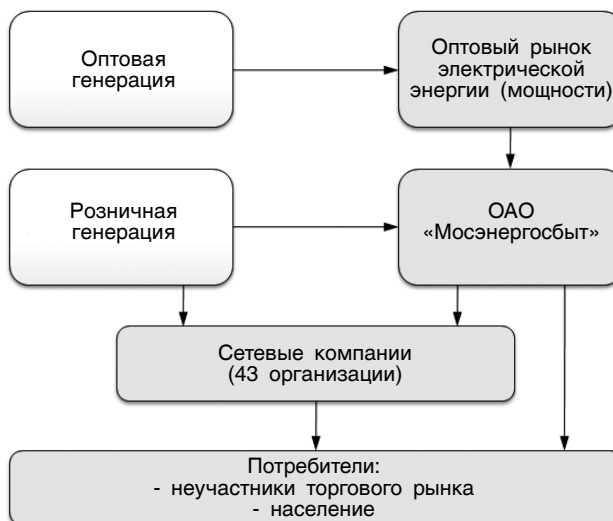 Оптовая
генерация
Оптовый рынок
электрической
энергии (мощности)
Розничная
генерация
ОАО
«Мосэнергосбыт»
Сетевые компании
(43 организации)
Потребители:
- неучастники торгового рынка
- население